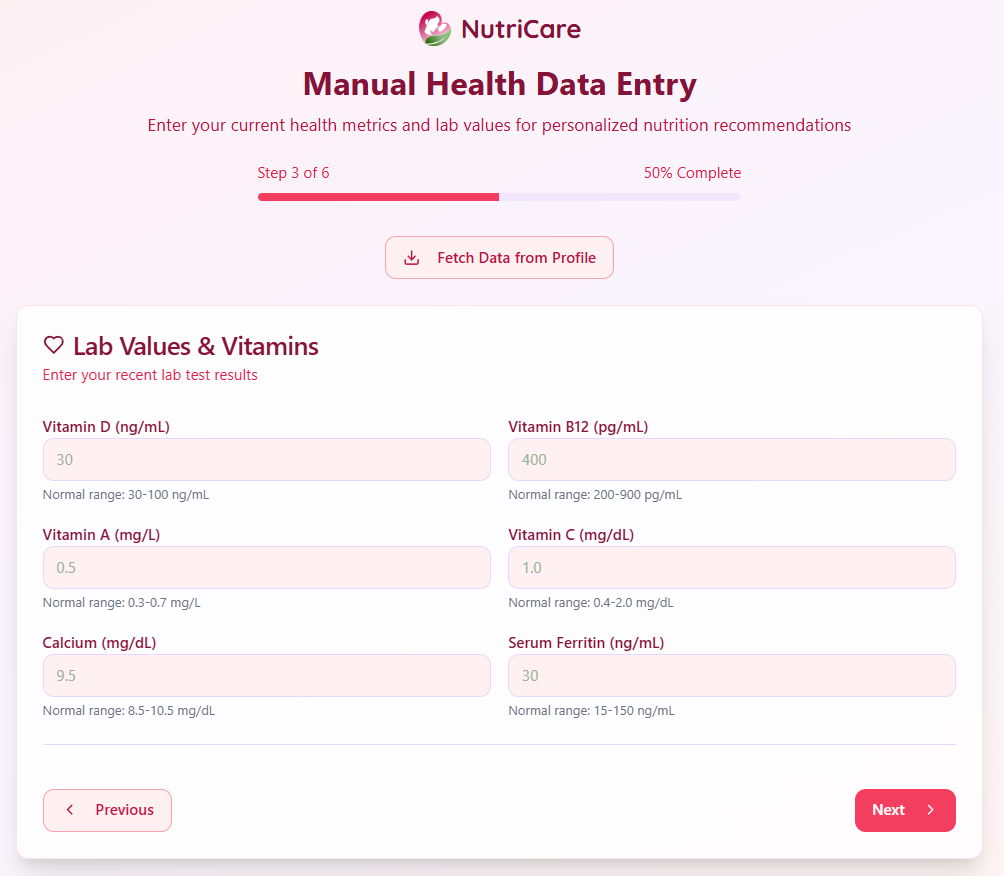 NutriCare
Manual Health Data Entry
Enter your current health metrics and lab values for personalized nutrition recommendations
Step 3 of 6
50% Complete
Fetch Data from Profile
Lab Values & Vitamins
Enter your recent lab test results
Vitamin D (ng/mL)
30
Normal range: 30-100 ng/mL
Vitamin B12 (pg/mL)
400
Normal range: 200-900 pg/mL
Vitamin A (mg/L)
0.5
Normal range: 0.3-0.7 mg/L
Vitamin C (mg/dL)
1.0
Normal range: 0.4-2.0 mg/dL
Calcium (mg/dL)
9.5
Normal range: 8.5-10.5 mg/dL
Serum Ferritin (ng/mL)
30
Normal range: 15-150 ng/mL
Previous
Next